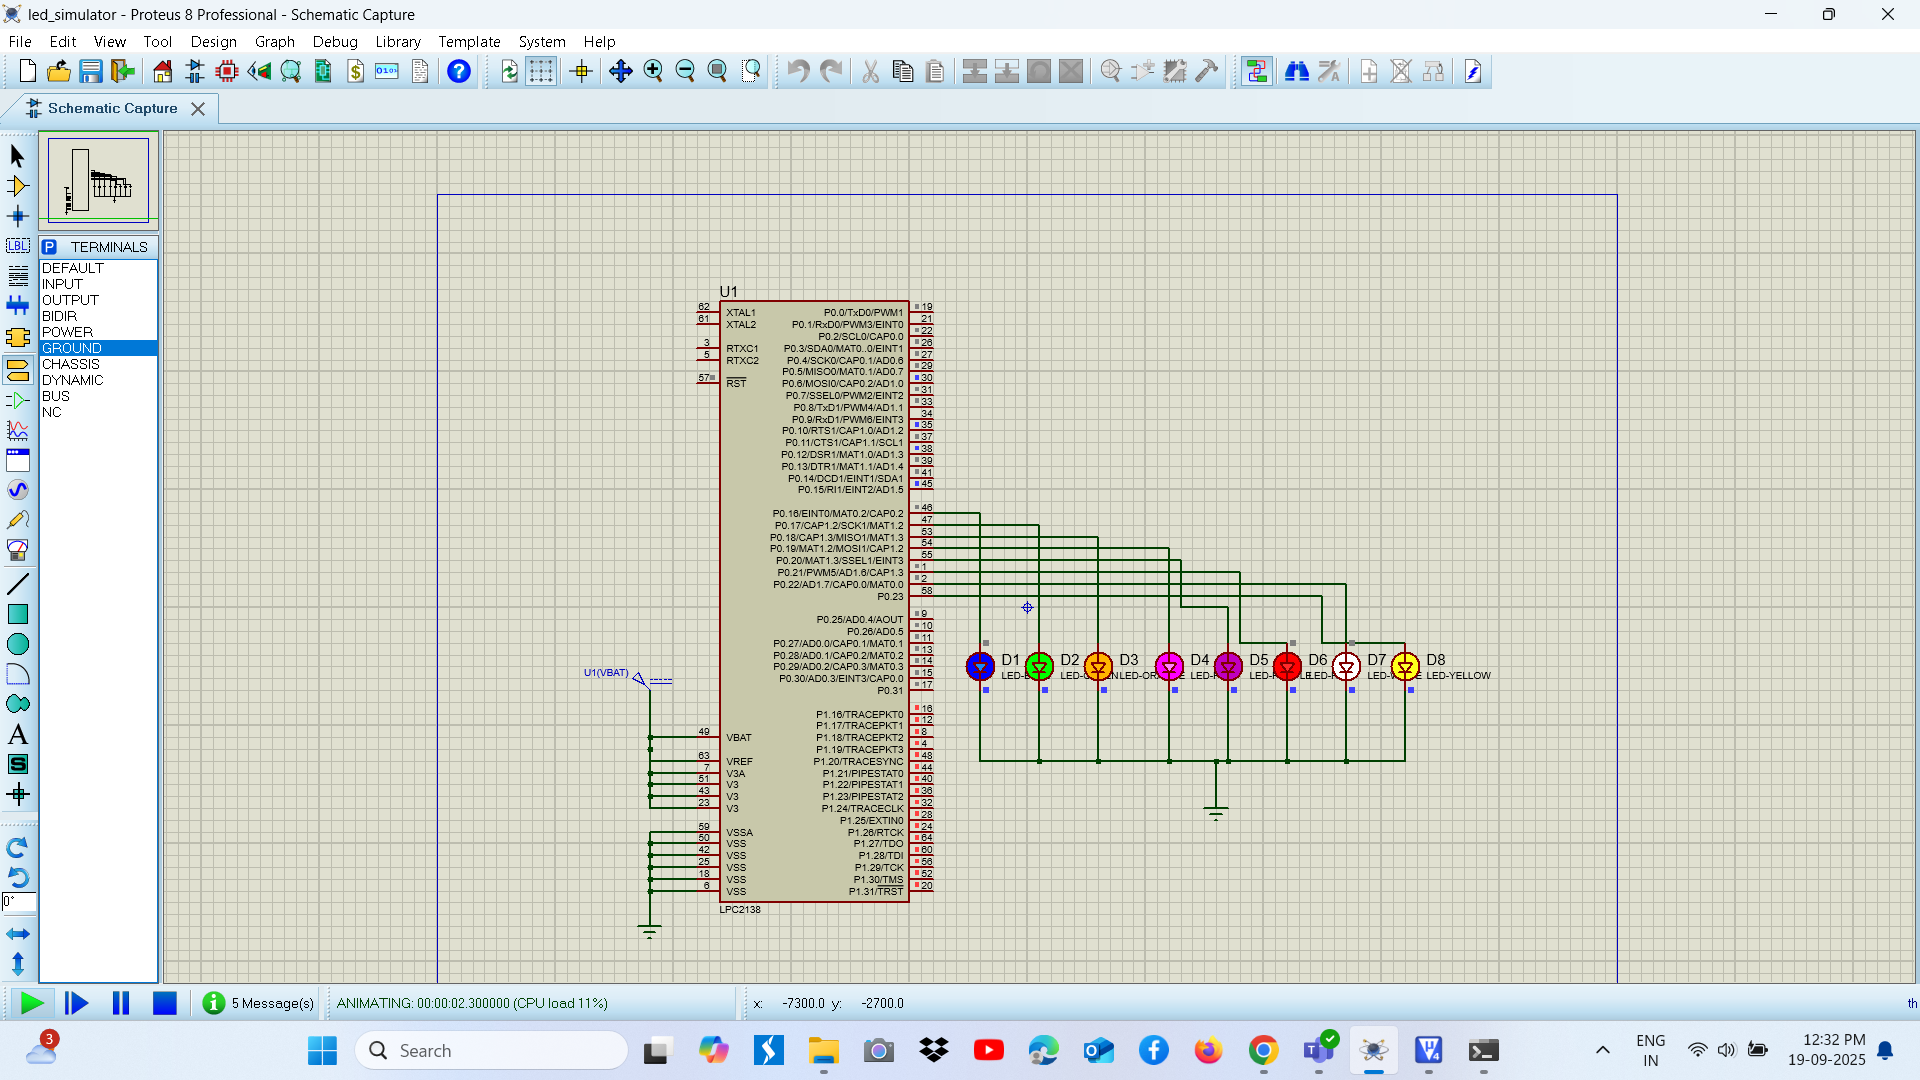 led_simulator - Proteus 8 Professional - Schematic Capture
File Edit View Tool Design Graph Debug Library Template System Help
Schematic Capture
P TERMINALS
DEFAULT
INPUT
OUTPUT
BIDIR
POWER
GROUND
CHASSIS
DYNAMIC
BUS
NC
LBL
A
S
0°
U1
62 XTAL1 P0.0/TxD0/PWM1 19
61 XTAL2 P0.1/RxD0/PWM3/EINT0 21
P0.2/SCL0/CAP0.0 22
3 RTXC1 P0.3/SDA0/MAT0..0/EINT1 26
5 RTXC2 P0.4/SCK0/CAP0.1/AD0.6 27
P0.5/MISO0/MAT0.1/AD0.7 29
57 RST P0.6/MOSI0/CAP0.2/AD1.0 30
P0.7/SSEL0/PWM2/EINT2 31
P0.8/TxD1/PWM4/AD1.1 33
P0.9/RxD1/PWM6/EINT3 34
P0.10/RTS1/CAP1.0/AD1.2 35
P0.11/CTS1/CAP1.1/SCL1 37
P0.12/DSR1/MAT1.0/AD1.3 38
P0.13/DTR1/MAT1.1/AD1.4 39
P0.14/DCD1/EINT1/SDA1 41
P0.15/RI1/EINT2/AD1.5 45
P0.16/EINT0/MAT0.2/CAP0.2 46
P0.17/CAP1.2/SCK1/MAT1.2 47
P0.18/CAP1.3/MISO1/MAT1.3 53
P0.19/MAT1.2/MOSI1/CAP1.2 54
P0.20/MAT1.3/SSEL1/EINT3 55
P0.21/PWM5/AD1.6/CAP1.3 1
P0.22/AD1.7/CAP0.0/MAT0.0 2
P0.23 58
P0.25/AD0.4/AOUT 9
P0.26/AD0.5 10
P0.27/AD0.0/CAP0.1/MAT0.1 11
P0.28/AD0.1/CAP0.2/MAT0.2 13
P0.29/AD0.2/CAP0.3/MAT0.3 14
P0.30/AD0.3/EINT3/CAP0.0 15
P0.31 17
D1 D2 D3 D4 D5 D6 D7 D8
LED-YELLOW
U1(VBAT)
P1.16/TRACEPKT0 16
P1.17/TRACEPKT1 12
49 VBAT P1.18/TRACEPKT2 8
P1.19/TRACEPKT3 4
63 VREF P1.20/TRACESYNC 48
7 V3A P1.21/PIPESTAT0 44
51 V3 P1.22/PIPESTAT1 40
43 V3 P1.23/PIPESTAT2 36
23 V3 P1.24/TRACECLK 32
P1.25/EXTIN0 28
59 VSSA P1.26/RTCK 24
50 VSS P1.27/TDO 64
42 VSS P1.28/TDI 60
25 VSS P1.29/TCK 56
18 VSS P1.30/TMS 52
6 VSS P1.31/TRST 20
LPC2138
5 Message(s) ANIMATING: 00:00:02.300000 (CPU load 11%) x: -7300.0 y: -2700.0 th
3
Search
ENG
IN
12:32 PM
19-09-2025